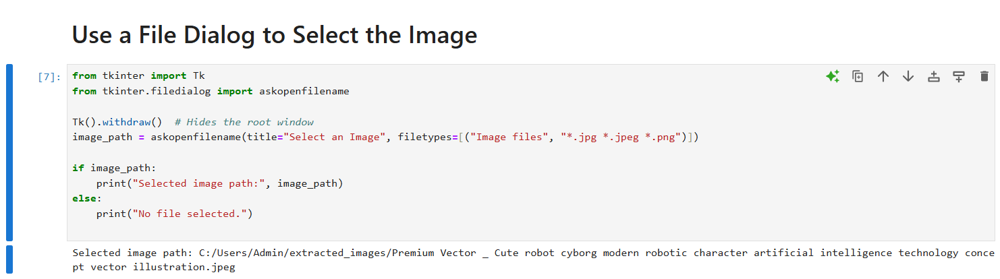 Use a File Dialog to Select the Image
[7]:
from tkinter import Tk
from tkinter.filedialog import askopenfilename
Tk().withdraw()  # Hides the root window
image_path = askopenfilename(title="Select an Image", filetypes=[("Image files", "*.jpg *.jpeg *.png")])
if image_path:
    print("Selected image path:", image_path)
else:
    print("No file selected.")
Selected image path: C:/Users/Admin/extracted_images/Premium Vector _ Cute robot cyborg modern robotic character artificial intelligence technology conce
pt vector illustration.jpeg